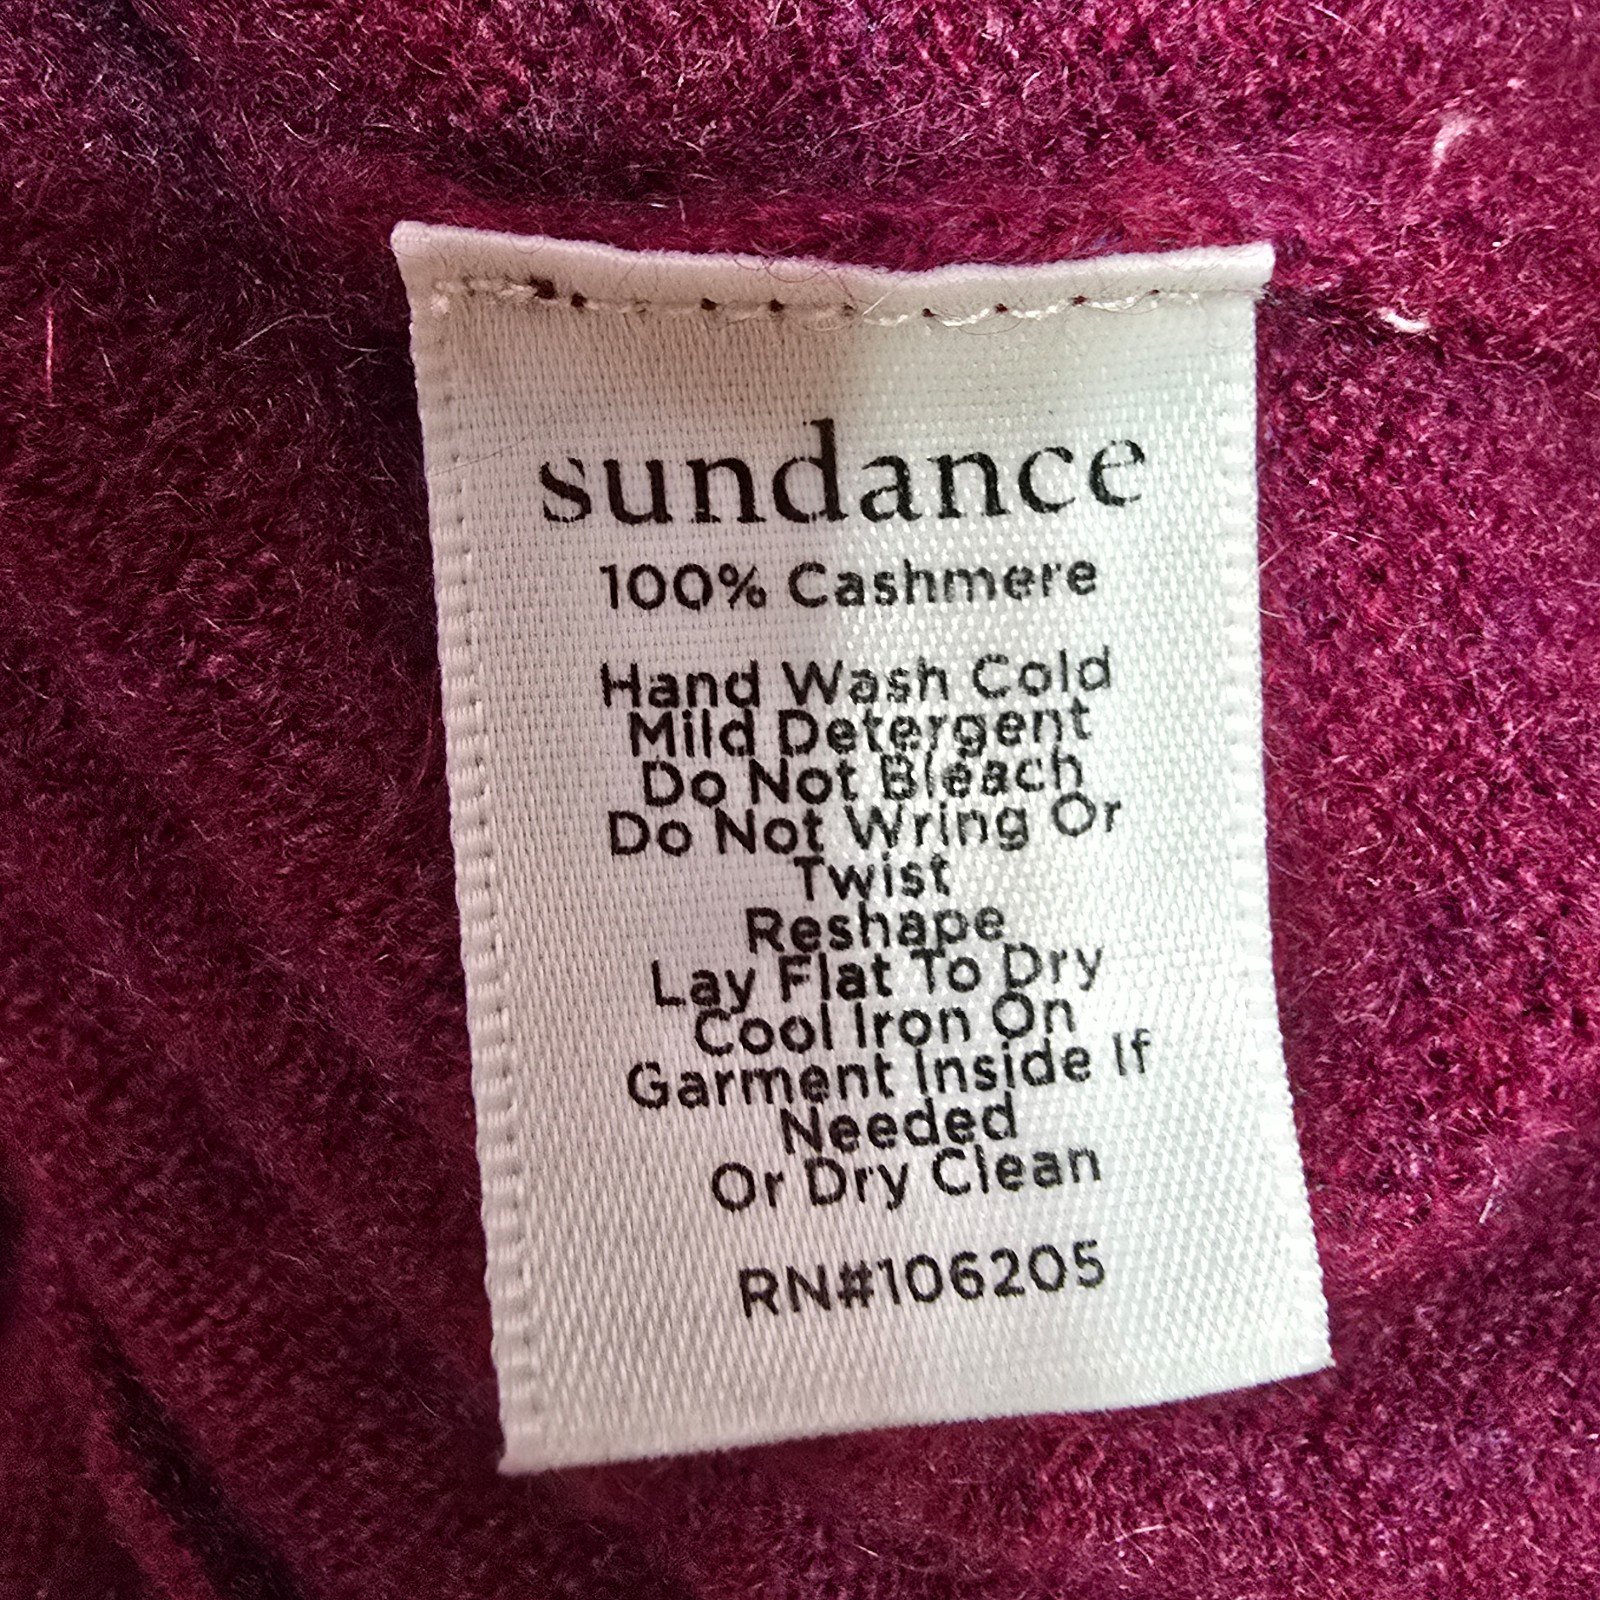 sundance
100% Cashmere
Hand Wash Cold
Mild Detergent
Do Not Bleach
Do Not Wring Or
Twist
Reshape
Lay Flat To Dry
Cool Iron On
Garment Inside If
Needed
Or Dry Clean
RN#106205